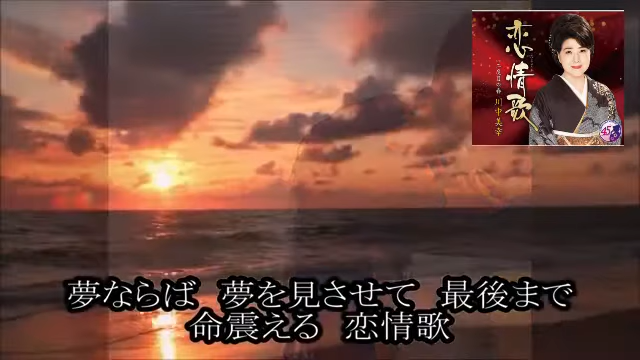 恋情歌
川中美幸
夢ならば　夢を見させて　最後まで
命震える　恋情歌